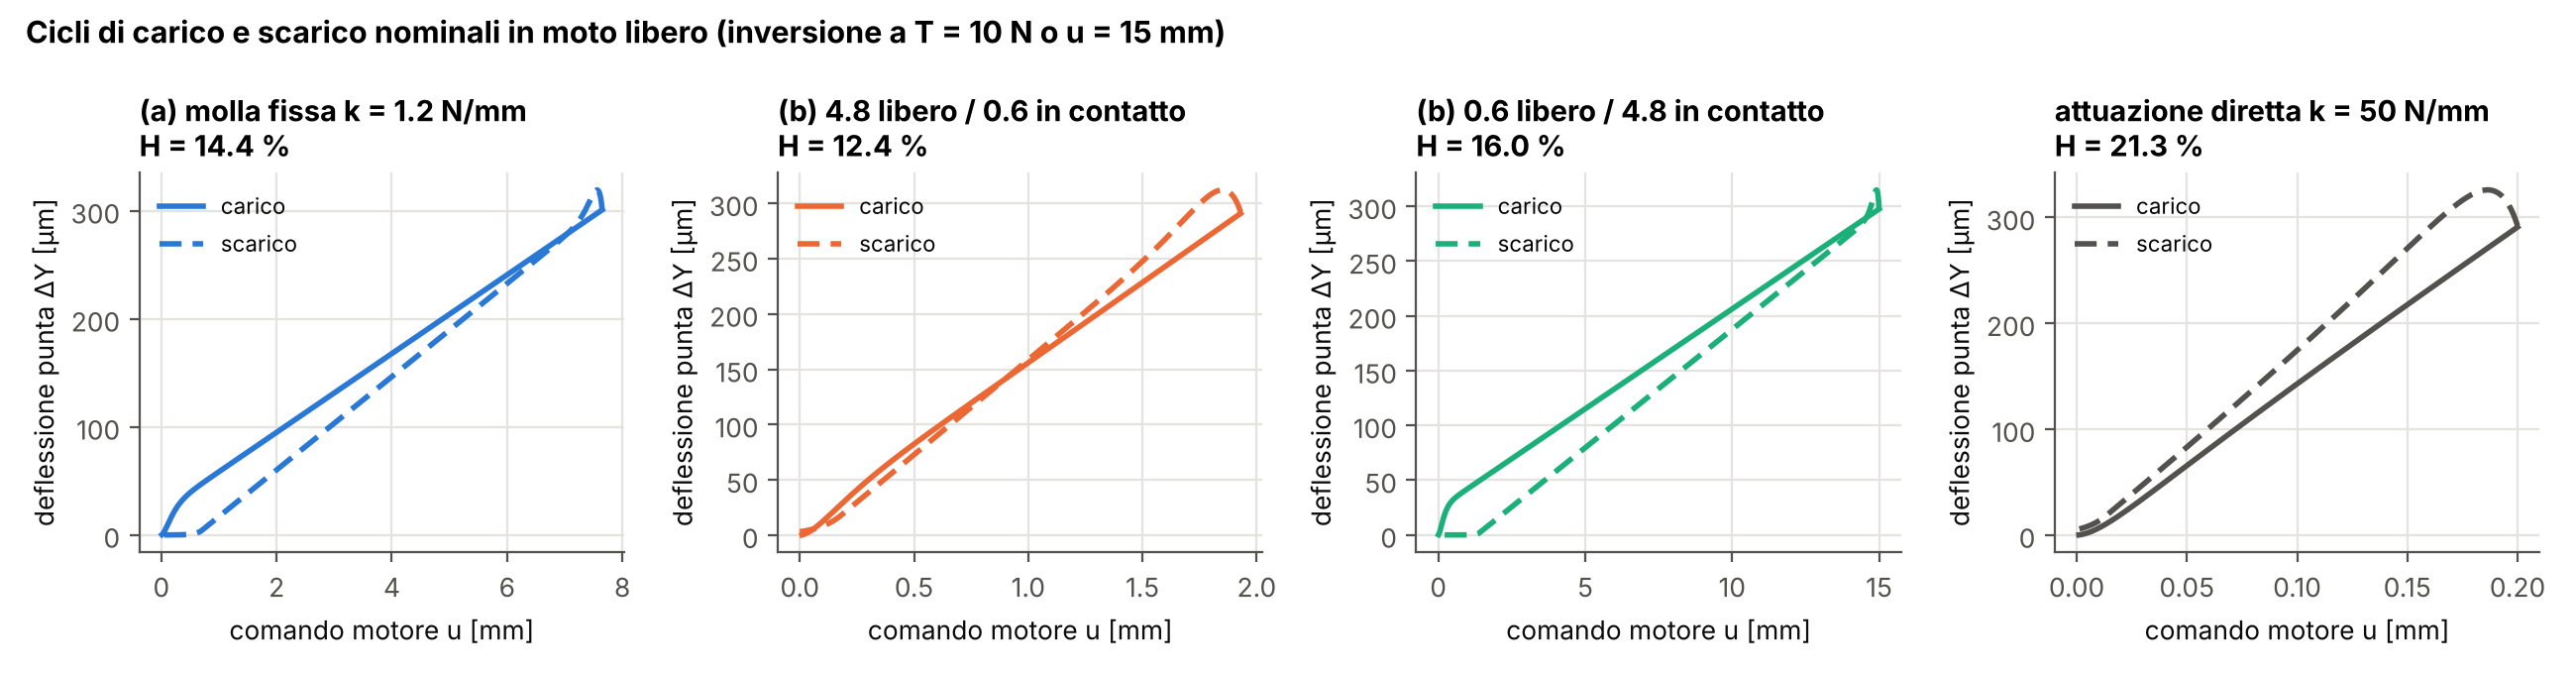 Cicli di carico e scarico nominali in moto libero (inversione a T = 10 N o u = 15 mm)
(a) molla fissa k = 1.2 N/mm
H = 14.4 %
carico
scarico
deflessione punta ΔY [µm]
300
200
100
0
0 2 4 6 8
comando motore u [mm]
(b) 4.8 libero / 0.6 in contatto
H = 12.4 %
carico
scarico
deflessione punta ΔY [µm]
300
250
200
150
100
50
0
0.0 0.5 1.0 1.5 2.0
comando motore u [mm]
(b) 0.6 libero / 4.8 in contatto
H = 16.0 %
carico
scarico
deflessione punta ΔY [µm]
300
250
200
150
100
50
0
0 5 10 15
comando motore u [mm]
attuazione diretta k = 50 N/mm
H = 21.3 %
carico
scarico
deflessione punta ΔY [µm]
300
200
100
0
0.00 0.05 0.10 0.15 0.20
comando motore u [mm]